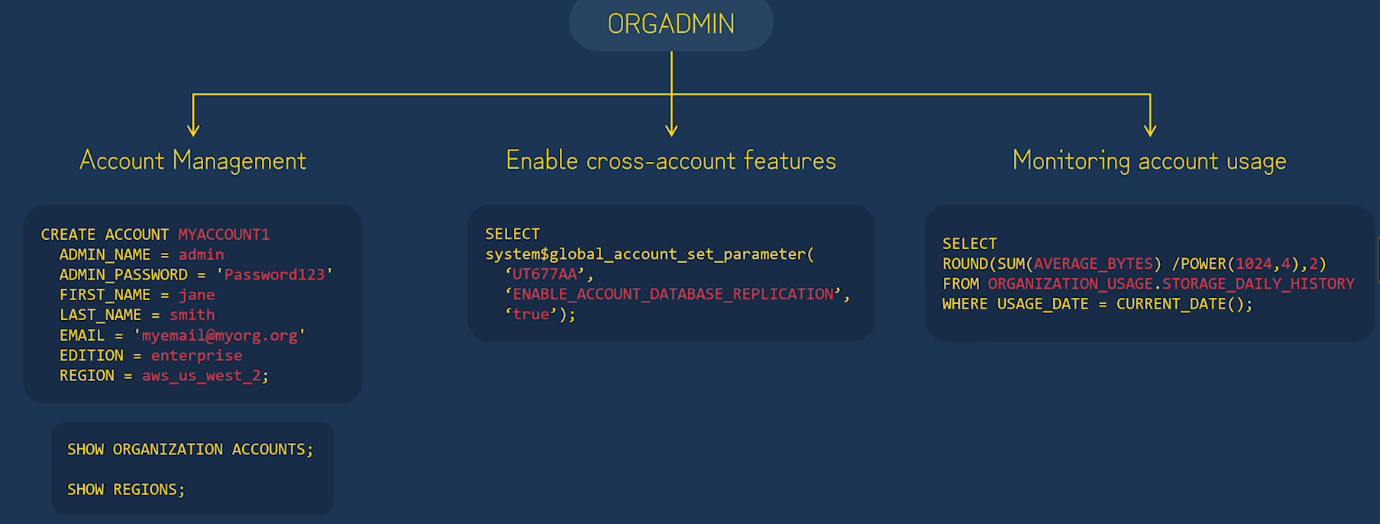 ORGADMIN
Account Management
CREATE ACCOUNT MYACCOUNT1
ADMIN_NAME = admin
ADMIN_PASSWORD = 'Password123'
FIRST_NAME = jane
LAST_NAME = smith
EMAIL = 'myemail@myorg.org'
EDITION = enterprise
REGION = aws_us_west_2;
SHOW ORGANIZATION ACCOUNTS;
SHOW REGIONS;
Enable cross-account features
SELECT
system$global_account_set_parameter(
‘UT677AA’,
‘ENABLE_ACCOUNT_DATABASE_REPLICATION’,
‘true’);
Monitoring account usage
SELECT
ROUND(SUM(AVERAGE_BYTES) /POWER(1024,4),2)
FROM ORGANIZATION_USAGE.STORAGE_DAILY_HISTORY
WHERE USAGE_DATE = CURRENT_DATE();